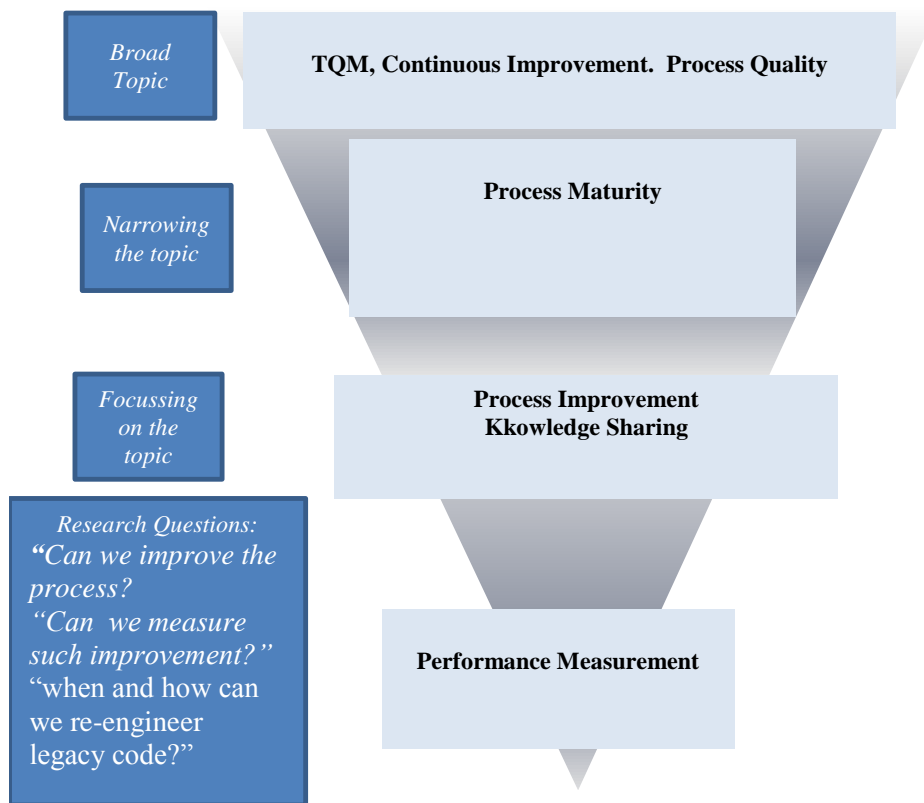 Broad
Topic
TQM, Continuous Improvement.  Process Quality
Narrowing
the topic
Process Maturity
Focussing
on the
topic
Process Improvement
Kkowledge Sharing
Research Questions:
“Can we improve the
process?
“Can  we measure
such improvement?”
“when and how can
we re-engineer
legacy code?”
Performance Measurement